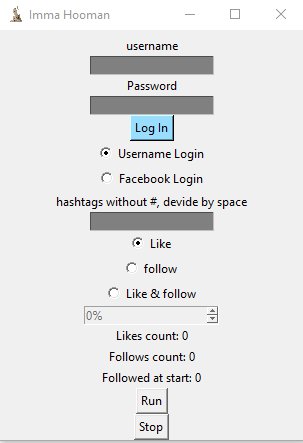 Imma Hooman
username
Password
Log In
Username Login
Facebook Login
hashtags without #, devide by space
Like
follow
Like & follow
0%
Likes count: 0
Follows count: 0
Followed at start: 0
Run
Stop